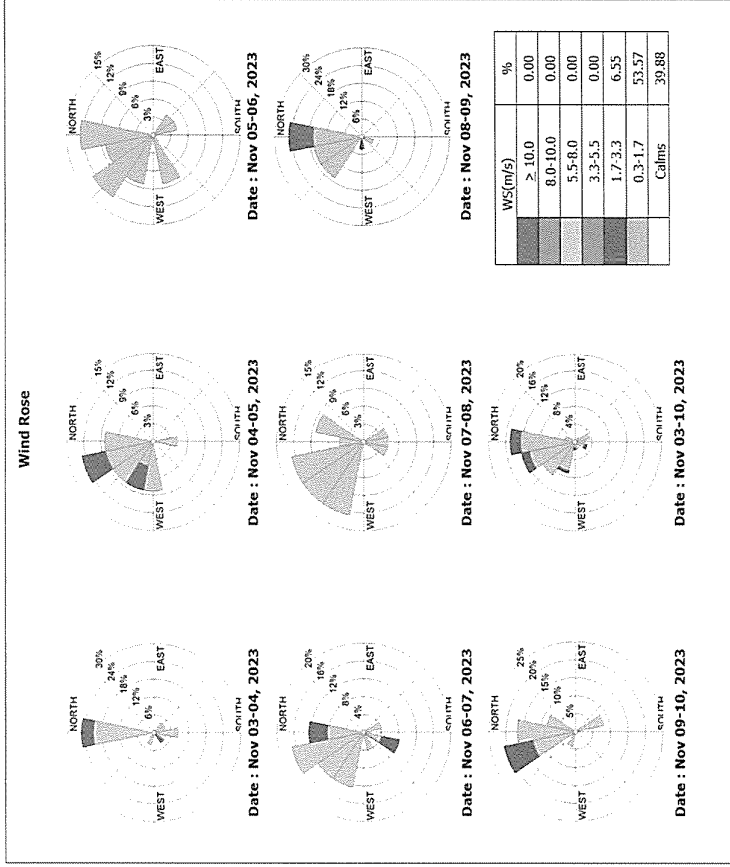 Wind Rose
NORTH
30%
24%
18%
12%
6%
WEST EAST
SOUTH
Date : Nov 03-04, 2023
NORTH
15%
12%
9%
6%
3%
WEST EAST
SOUTH
Date : Nov 04-05, 2023
NORTH
15%
12%
9%
6%
3%
WEST EAST
SOUTH
Date : Nov 05-06, 2023
NORTH
20%
16%
12%
8%
4%
WEST EAST
SOUTH
Date : Nov 06-07, 2023
NORTH
15%
12%
9%
6%
3%
WEST EAST
SOUTH
Date : Nov 07-08, 2023
NORTH
30%
24%
18%
12%
6%
WEST EAST
SOUTH
Date : Nov 08-09, 2023
NORTH
25%
20%
15%
10%
5%
WEST EAST
SOUTH
Date : Nov 09-10, 2023
NORTH
20%
16%
12%
8%
4%
WEST EAST
SOUTH
Date : Nov 03-10, 2023
WS(m/s) %
≥ 10.0 0.00
8.0-10.0 0.00
5.5-8.0 0.00
3.3-5.5 0.00
1.7-3.3 6.55
0.3-1.7 53.57
Calms 39.88